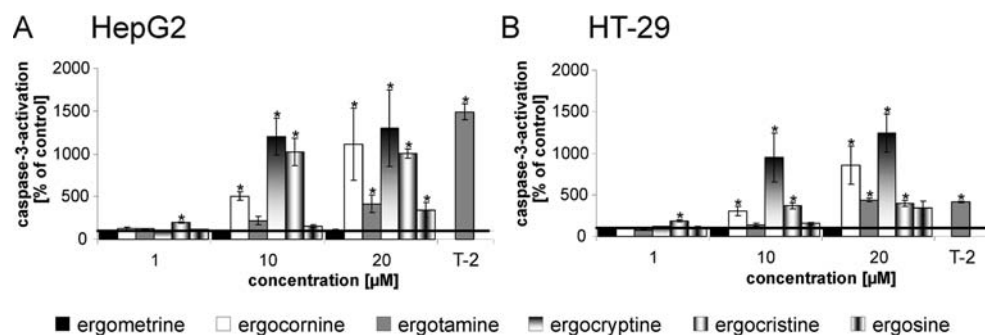 A HepG2
B HT-29
caspase-3-activation
[% of control]
2000
1500
1000
500
0
* * * * * * * * * *
1 10 20 T-2
concentration [µM]
caspase-3-activation
[% of control]
2000
1500
1000
500
0
* * * * * * * * *
1 10 20 T-2
concentration [µM]
ergometrine ergocornine ergotamine ergocryptine ergocristine ergosine